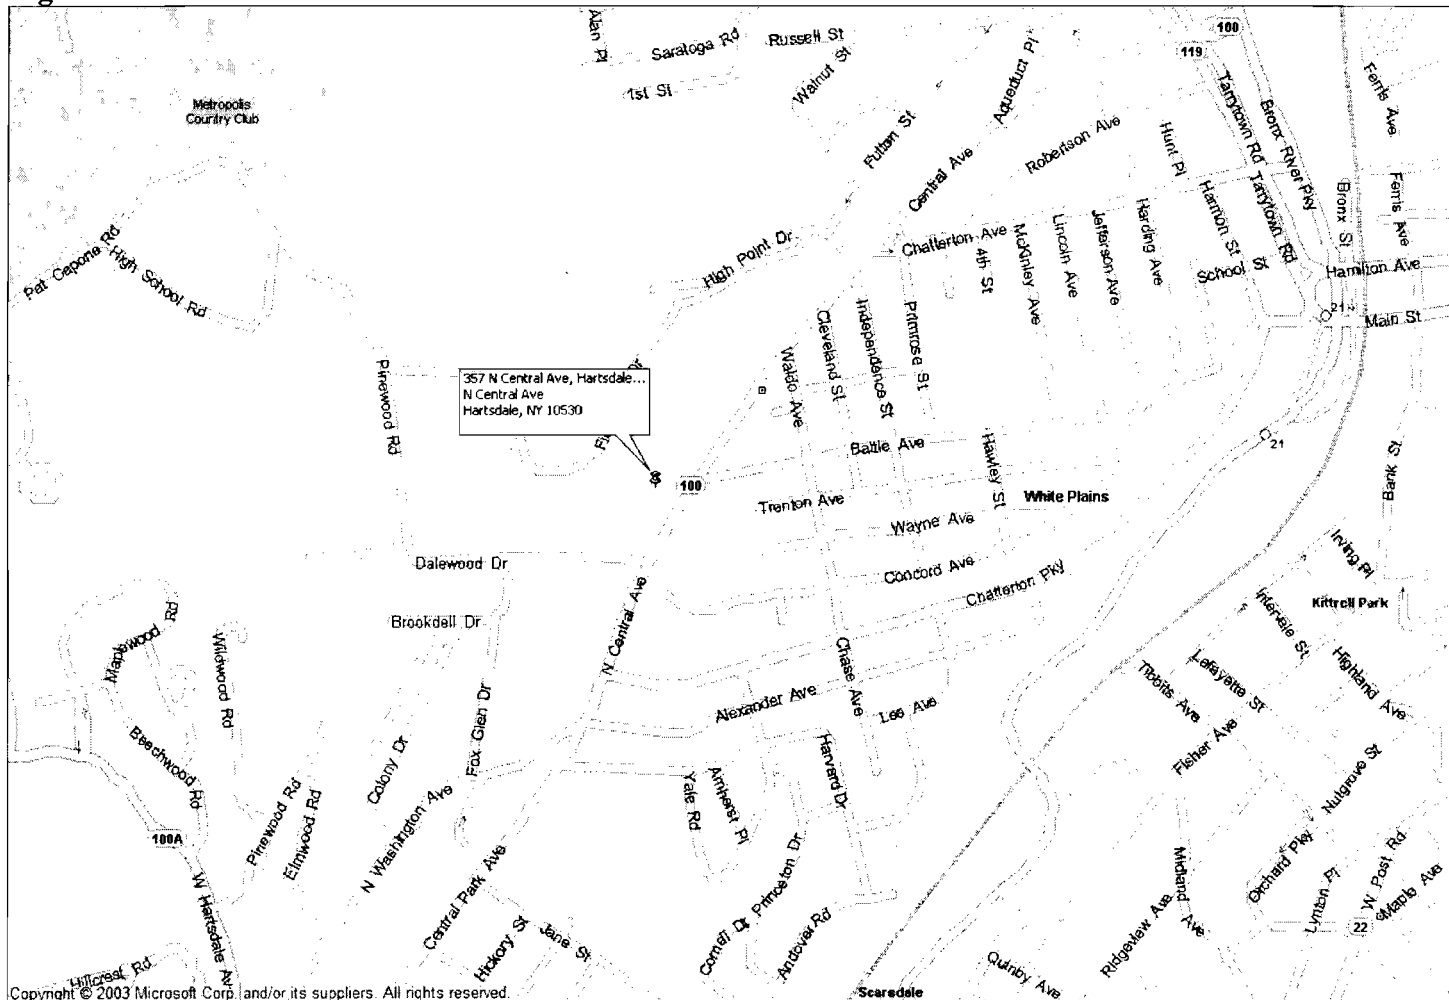 Alan Pl
Saratoga Rd
Russell St
1st St
Walnut St
Aqueduct Pl
100
119
Tarrytown Rd
Bronx River Pky
Ferris Ave
Metropolis
Country Club
Fulton St
Central Ave
Robertson Ave
Hunt Pl
Harmon St
Tarrytown Rd
Bronx St
Ferris Ave
Pat Capone Rd
High School Rd
High Point Dr
Chatterton Ave
4th St
McKinley Ave
Lincoln Ave
Jefferson Ave
Harding Ave
School St
Hamilton Ave
21
Main St
Pinewood Rd
Dr
Waldo Ave
Cleveland St
Independence St
Primrose St
357 N Central Ave, Hartsdale...
N Central Ave
Hartsdale, NY 10530
Battle Ave
Hawley St
21
Bank St
100
Trenton Ave
White Plains
Wayne Ave
Irving Pl
Dalewood Dr
Concord Ave
Chatterton Pky
Intervale St
Kittrell Park
Maplewood Rd
Wildwood Rd
Brookdell Dr
N Central Ave
Chase Ave
Tibbits Ave
Lafayette St
Highland Ave
Alexander Ave
Lee Ave
Fisher Ave
Beechwood Rd
Colony Dr
Fox Glen Dr
Harvard Dr
Nutgrove St
Yale Rd
Amherst Pl
Pinewood Rd
Elmwood Rd
N Washington Ave
100A
Princeton Dr
Midland Ave
Orchard Pky
Lynton Pl
W Post Rd
Maple Ave
W Hartsdale Av
Central Park Ave
Hickory St
Jane St
Cornell Dr
Andover Rd
Ridgeview Ave
22
Hillcrest Rd
Quinby Ave
Scarsdale
Copyright © 2003 Microsoft Corp. and/or its suppliers. All rights reserved.